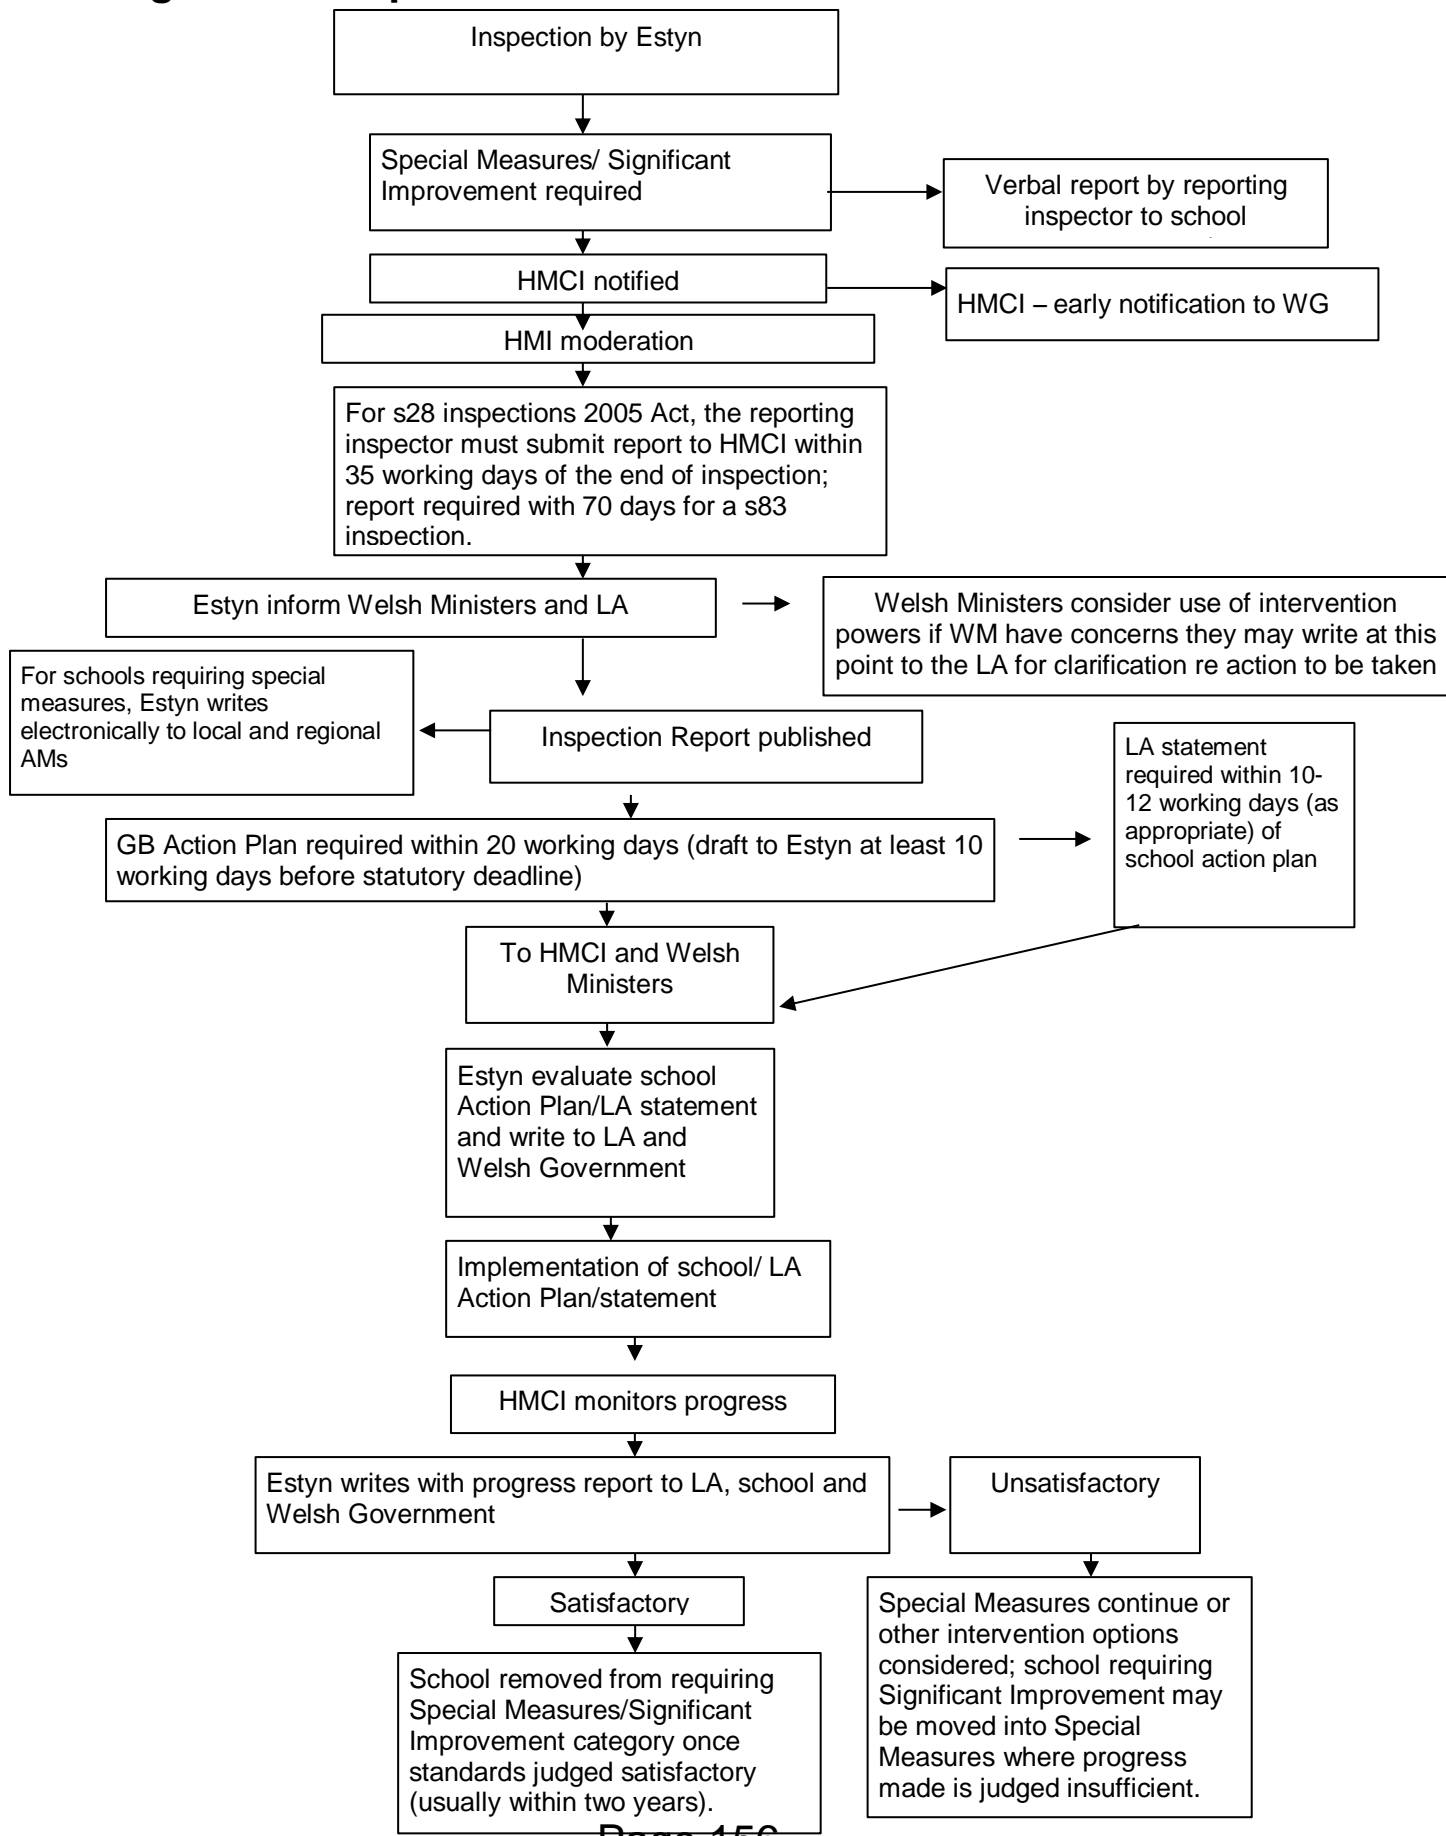 Inspection by Estyn
Special Measures/ Significant
Improvement required
Verbal report by reporting
inspector to school
HMCI notified
HMCI – early notification to WG
HMI moderation
For s28 inspections 2005 Act, the reporting
inspector must submit report to HMCI within
35 working days of the end of inspection;
report required with 70 days for a s83
inspection.
Estyn inform Welsh Ministers and LA
Welsh Ministers consider use of intervention
powers if WM have concerns they may write at this
point to the LA for clarification re action to be taken
For schools requiring special
measures, Estyn writes
electronically to local and regional
AMs
Inspection Report published
LA statement
required within 10-
12 working days (as
appropriate) of
school action plan
GB Action Plan required within 20 working days (draft to Estyn at least 10
working days before statutory deadline)
To HMCI and Welsh
Ministers
Estyn evaluate school
Action Plan/LA statement
and write to LA and
Welsh Government
Implementation of school/ LA
Action Plan/statement
HMCI monitors progress
Estyn writes with progress report to LA, school and
Welsh Government
Unsatisfactory
Satisfactory
School removed from requiring
Special Measures/Significant
Improvement category once
standards judged satisfactory
(usually within two years).
Special Measures continue or
other intervention options
considered; school requiring
Significant Improvement may
be moved into Special
Measures where progress
made is judged insufficient.
Page 156